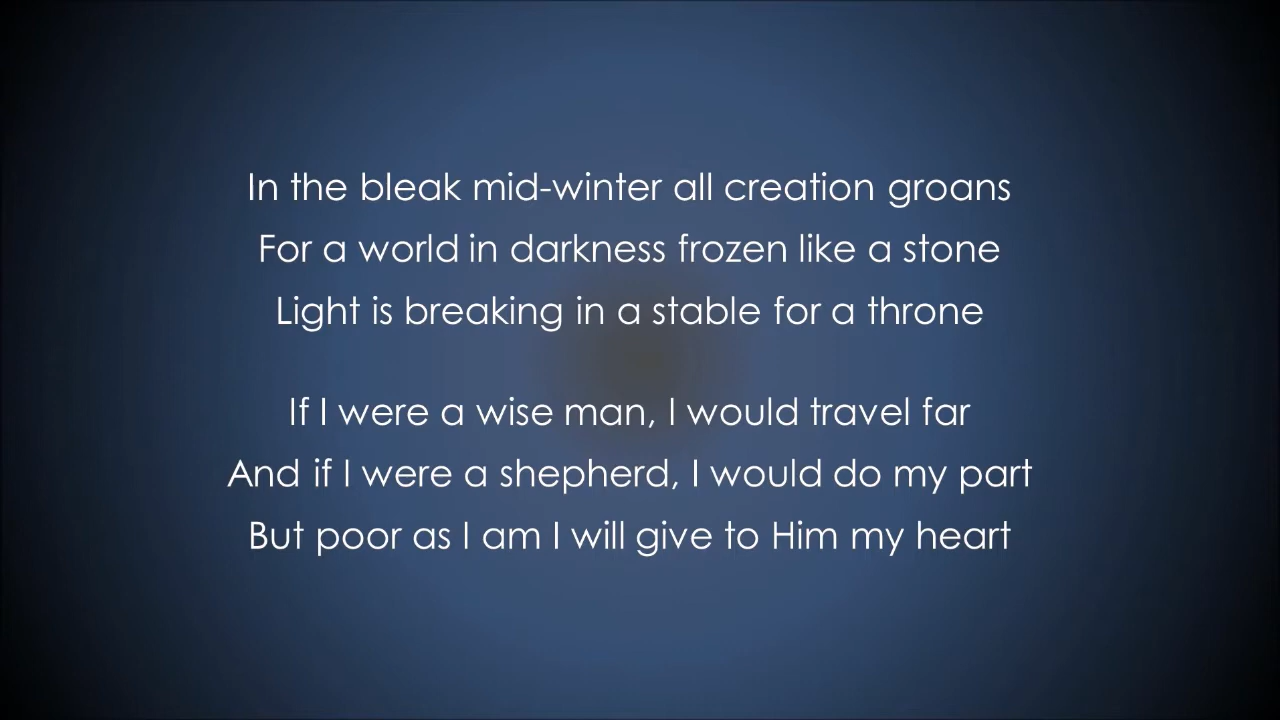 In the bleak mid-winter all creation groans
For a world in darkness frozen like a stone
Light is breaking in a stable for a throne
If I were a wise man, I would travel far
And if I were a shepherd, I would do my part
But poor as I am I will give to Him my heart